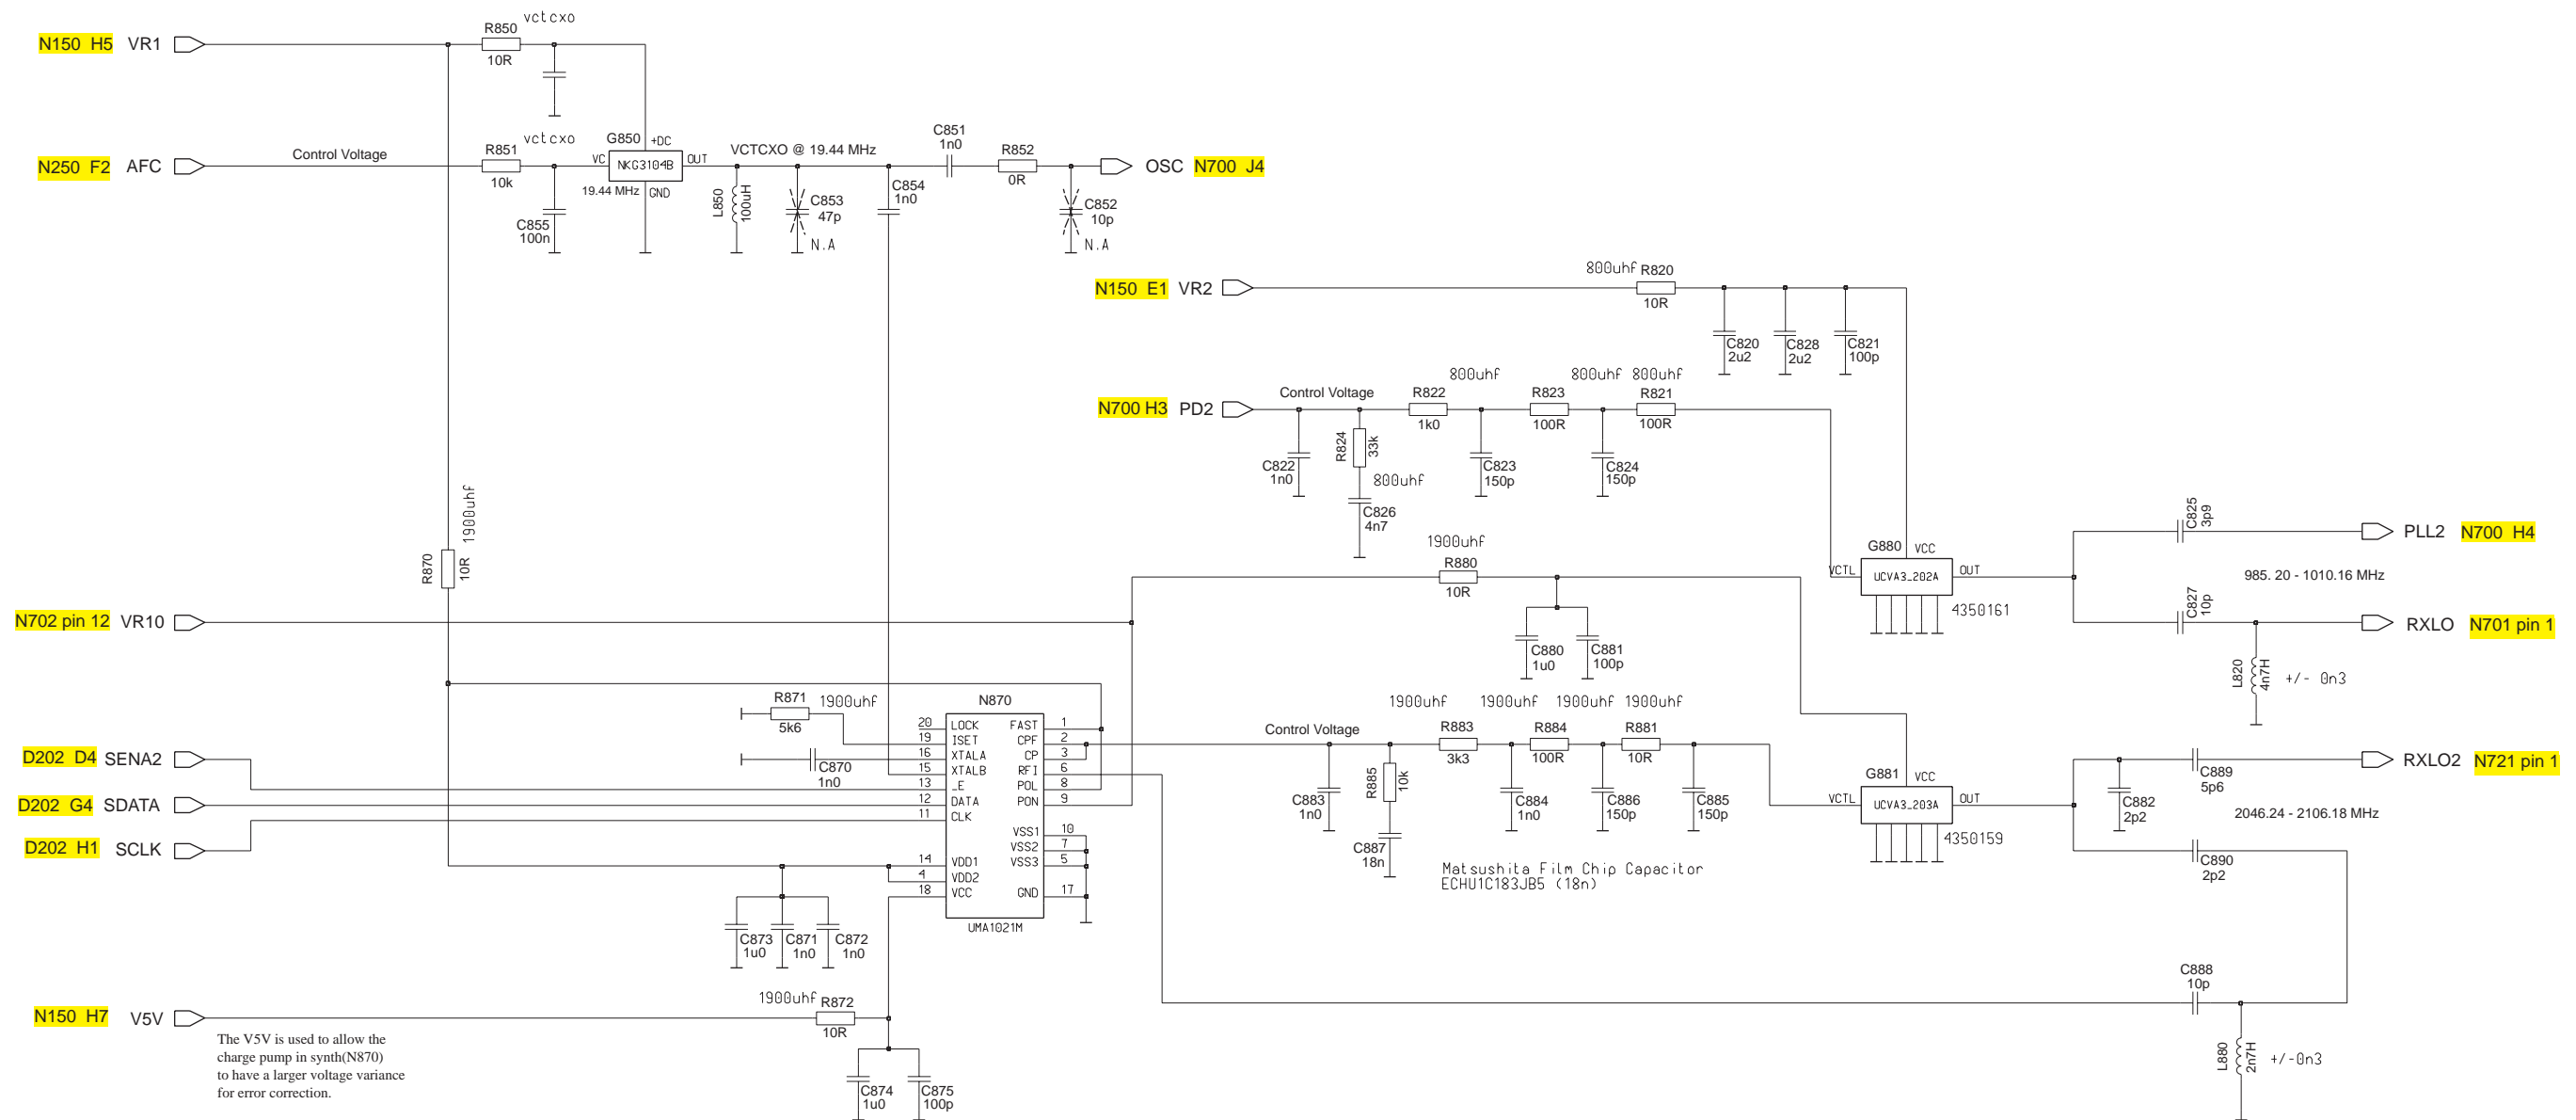 vctcxo
R850
N150 H5 VR1
10R
vctcxo
G850 +DC
C851
1n0
Control Voltage
R851
VC
NKG3104B
OUT
VCTCXO @ 19.44 MHz
R852
N250 F2 AFC
OSC N700 J4
10k
19.44 MHz
GND
0R
L850
100uH
C853
47p
C854
1n0
C852
10p
C855
100n
N.A
N.A
800uhf R820
N150 E1 VR2
10R
C820
2u2
C828
2u2
C821
100p
800uhf
800uhf
800uhf
Control Voltage
R822
R823
R821
N700 H3 PD2
1k0
100R
100R
R824
33k
C822
1n0
C823
150p
C824
150p
800uhf
C826
4n7
1900uhf
R870
10R
C825
3p9
PLL2 N700 H4
1900uhf
R880
10R
G880 VCC
VCTL
UCVA3_202A
OUT
985. 20 - 1010.16 MHz
4350161
C827
10p
N702 pin 12 VR10
RXLO N701 pin 1
C880
1u0
C881
100p
L820
4n7H
+/- 0n3
R871
1900uhf
5k6
N870
1900uhf
1900uhf
1900uhf
1900uhf
Control Voltage
R883
R884
R881
3k3
100R
10R
20 LOCK FAST 1
19 ISET CPF 2
16 XTALA CP 3
15 XTALB RFI 6
13 _E POL 8
12 DATA PON 9
11 CLK
VSS1 10
VSS2 7
14 VDD1 VSS3 5
4 VDD2
18 VCC GND 17
UMA1021M
C870
1n0
D202 D4 SENA2
D202 G4 SDATA
D202 H1 SCLK
R885
10k
C883
1n0
C884
1n0
C886
150p
C885
150p
C887
18n
G881 VCC
VCTL
UCVA3_203A
OUT
4350159
C889
5p6
RXLO2 N721 pin 1
C882
2p2
2046.24 - 2106.18 MHz
C890
2p2
Matsushita Film Chip Capacitor
ECHU1C183JB5 (18n)
C873
1u0
C871
1n0
C872
1n0
C888
10p
1900uhf R872
N150 H7 V5V
10R
The V5V is used to allow the
charge pump in synth(N870)
to have a larger voltage variance
for error correction.
C874
1u0
C875
100p
L880
2n7H
+/-0n3